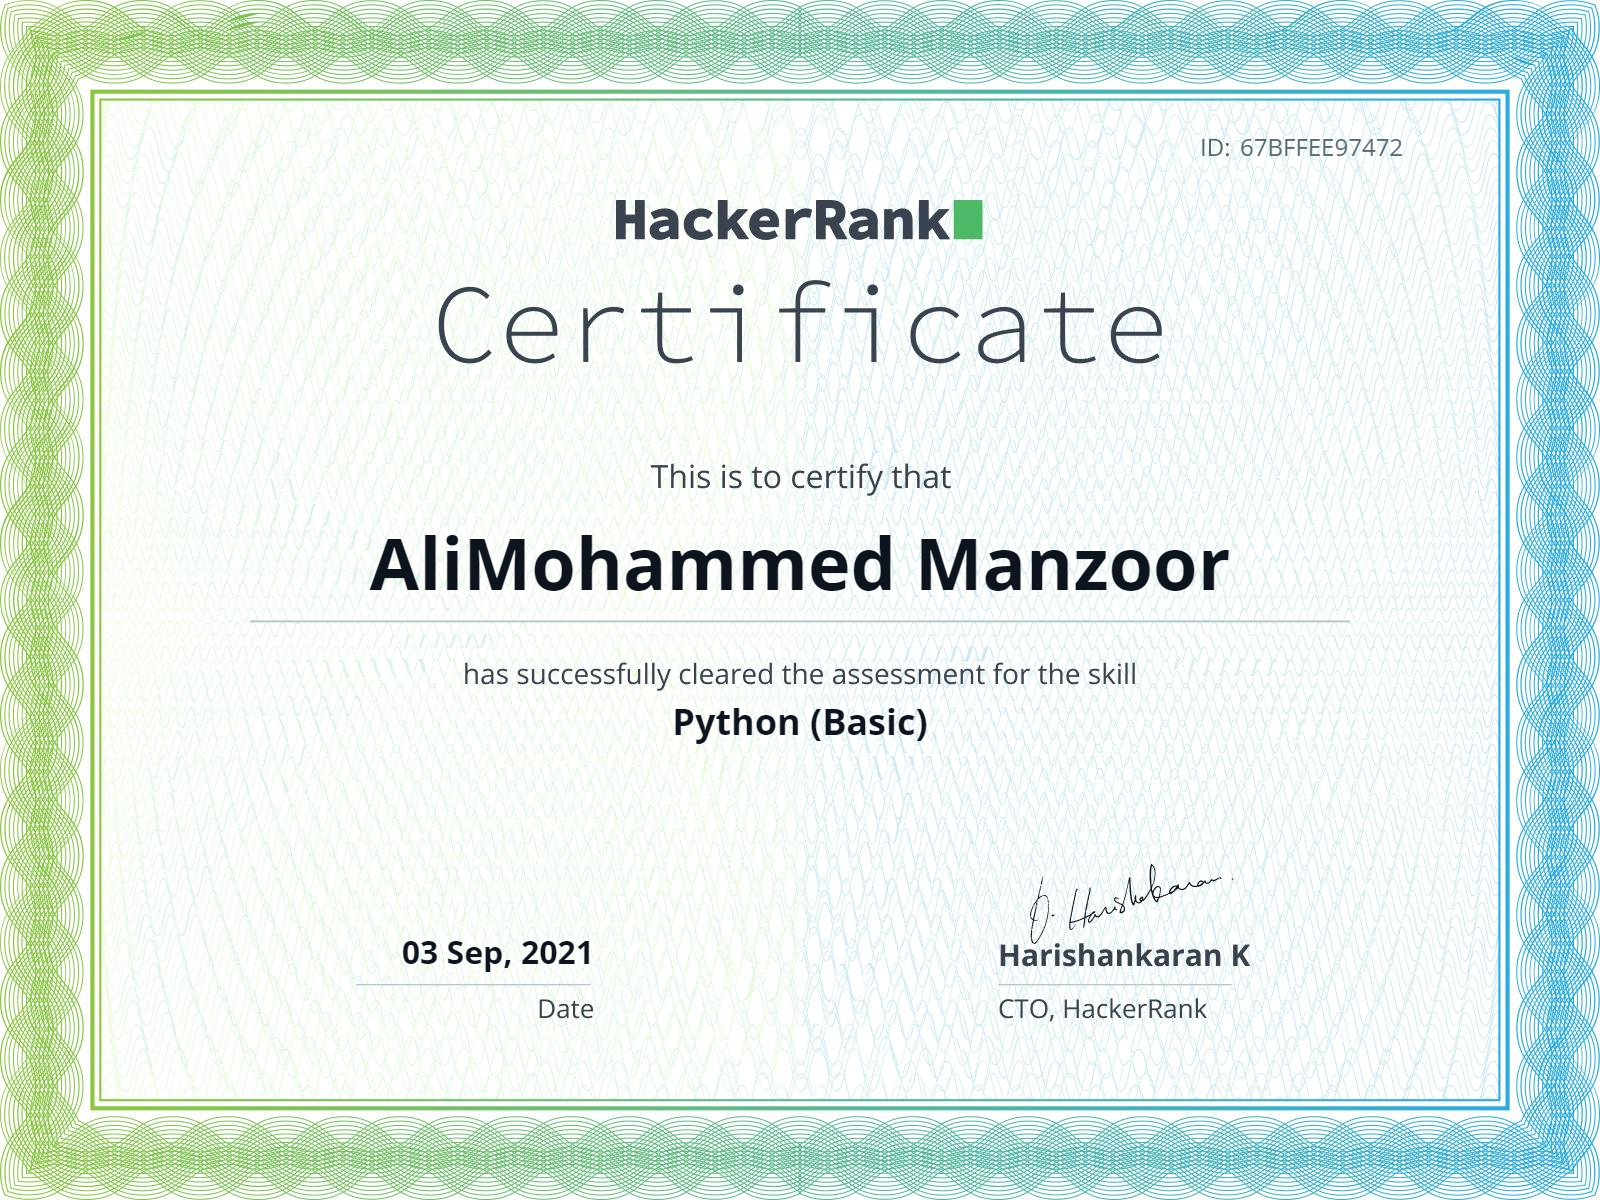 ID: 67BFFEE97472
HackerRank
Certificate
This is to certify that
AliMohammed Manzoor
has successfully cleared the assessment for the skill
Python (Basic)
03 Sep, 2021
Date
Harishankaran
Harishankaran K
CTO, HackerRank